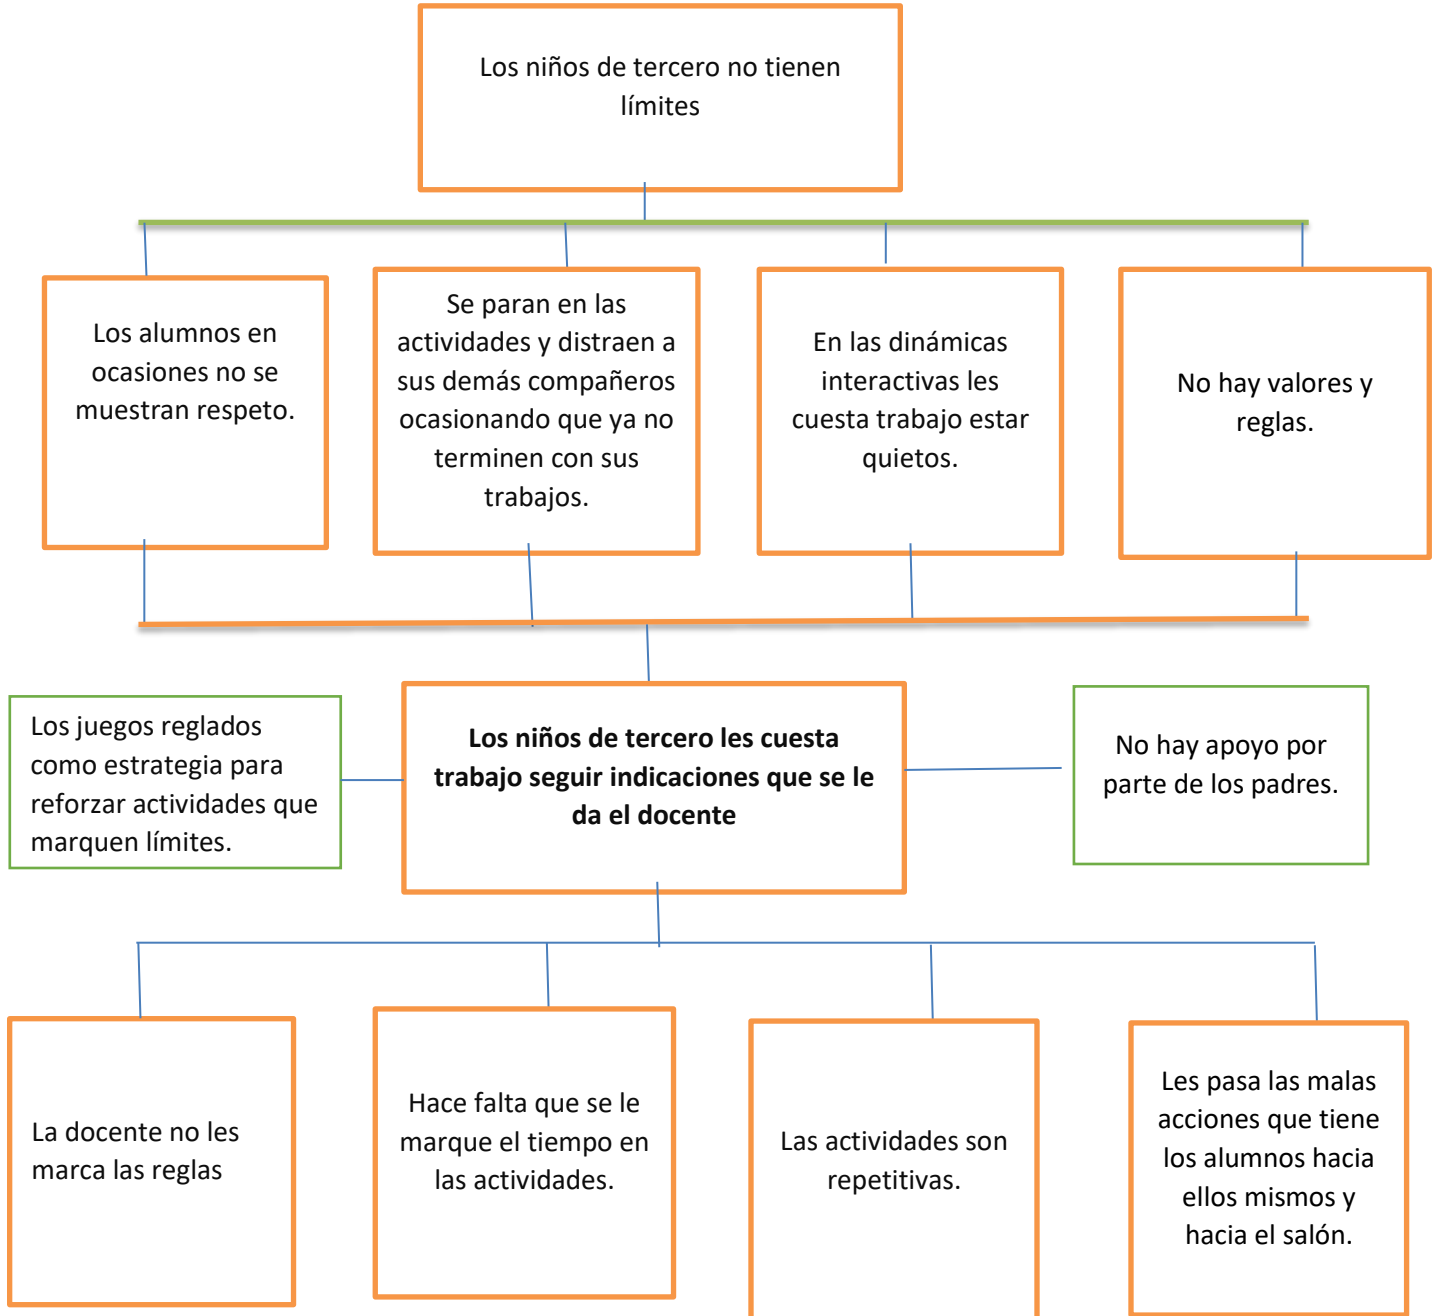 Los niños de tercero no tienen
límites
Los alumnos en
ocasiones no se
muestran respeto.
Se paran en las
actividades y distraen a
sus demás compañeros
ocasionando que ya no
terminen con sus
trabajos.
En las dinámicas
interactivas les
cuesta trabajo estar
quietos.
No hay valores y
reglas.
Los juegos reglados
como estrategia para
reforzar actividades que
marquen límites.
Los niños de tercero les cuesta
trabajo seguir indicaciones que se le
da el docente
No hay apoyo por
parte de los padres.
La docente no les
marca las reglas
Hace falta que se le
marque el tiempo en
las actividades.
Las actividades son
repetitivas.
Les pasa las malas
acciones que tiene
los alumnos hacia
ellos mismos y
hacia el salón.